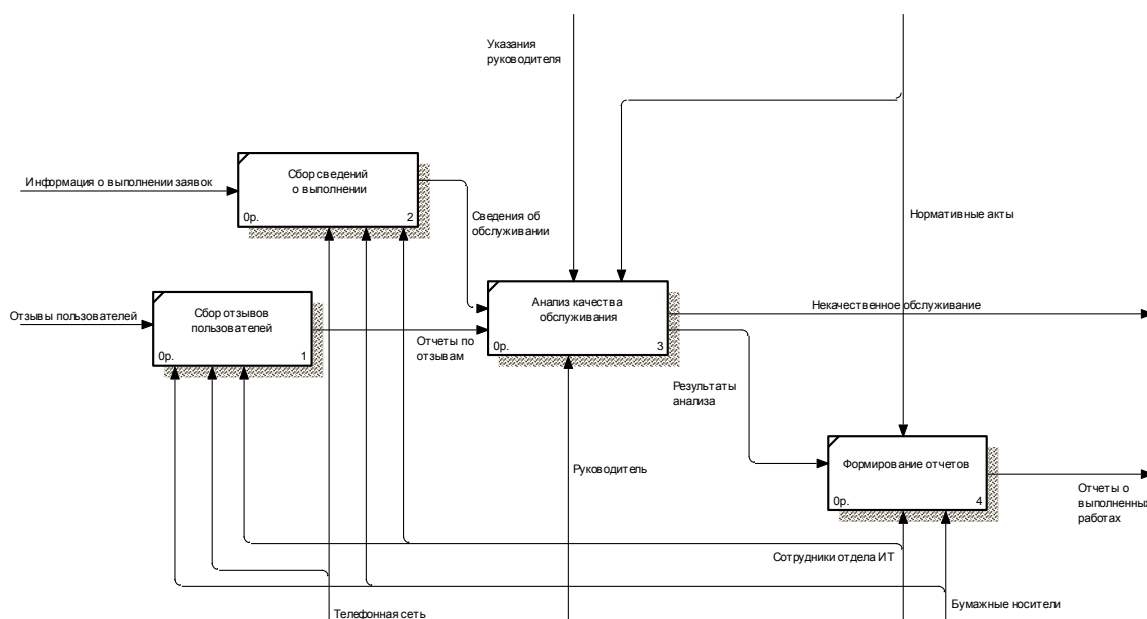 Указания
руководителя
Сбор сведений
о выполнении
0р.
2
Информация о выполнении заявок
Сведения об
обслуживании
Нормативные акты
Отзывы пользователей
Сбор отзывов
пользователей
0р.
1
Отчеты по
отзывам
Анализ качества
обслуживания
0р.
3
Некачественное обслуживание
Результаты
анализа
Руководитель
Формирование отчетов
0р.
4
Отчеты о
выполненных
работах
Сотрудники отдела ИТ
Телефонная сеть
Бумажные носители